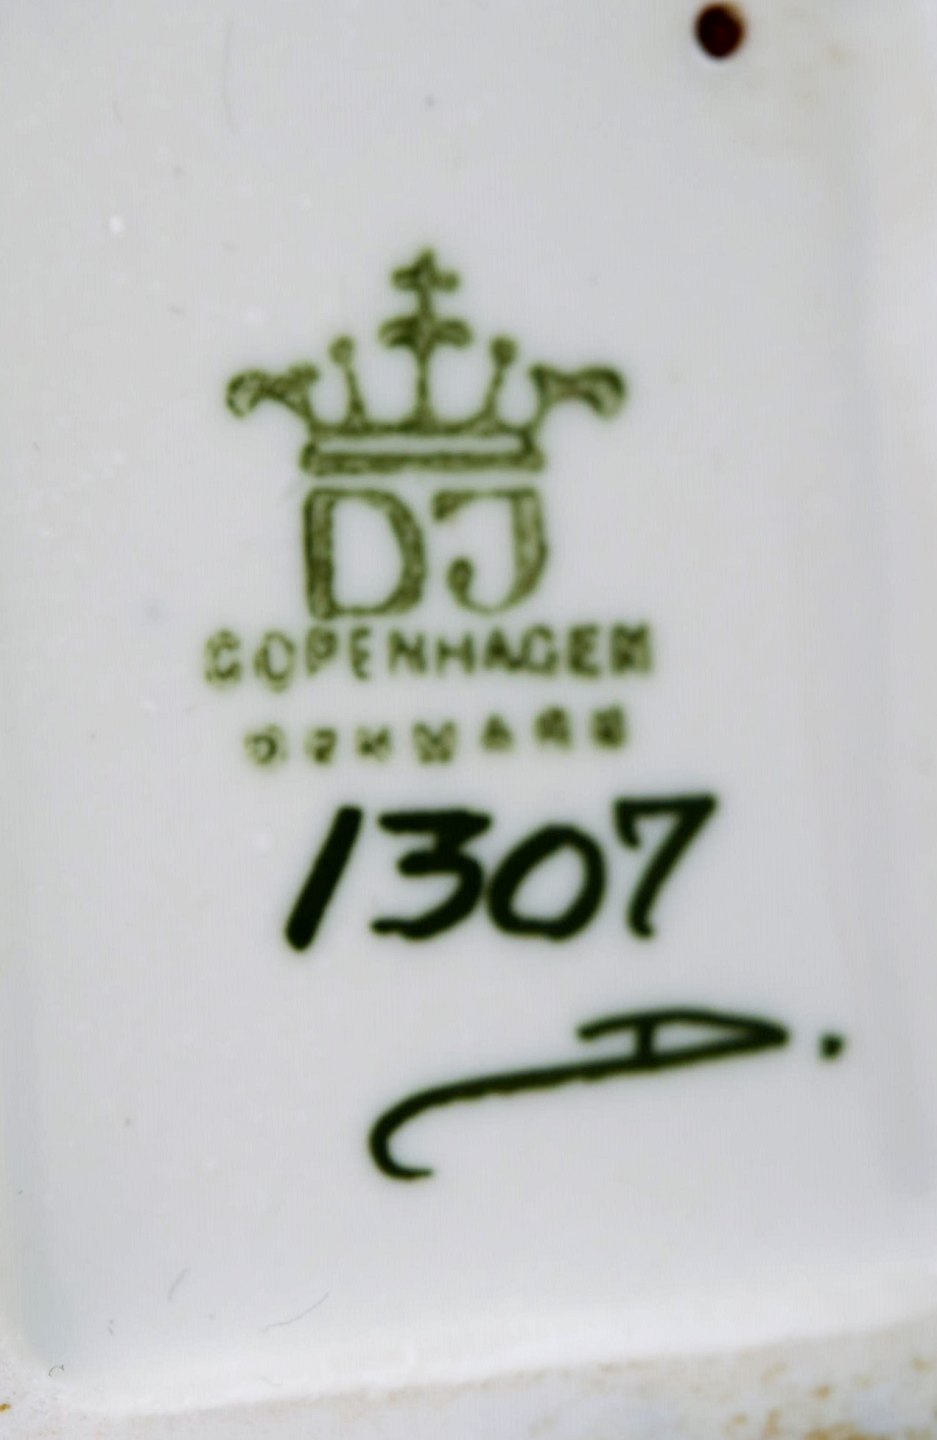 DJ
COPENHAGEN
DENMARK
1307
D.